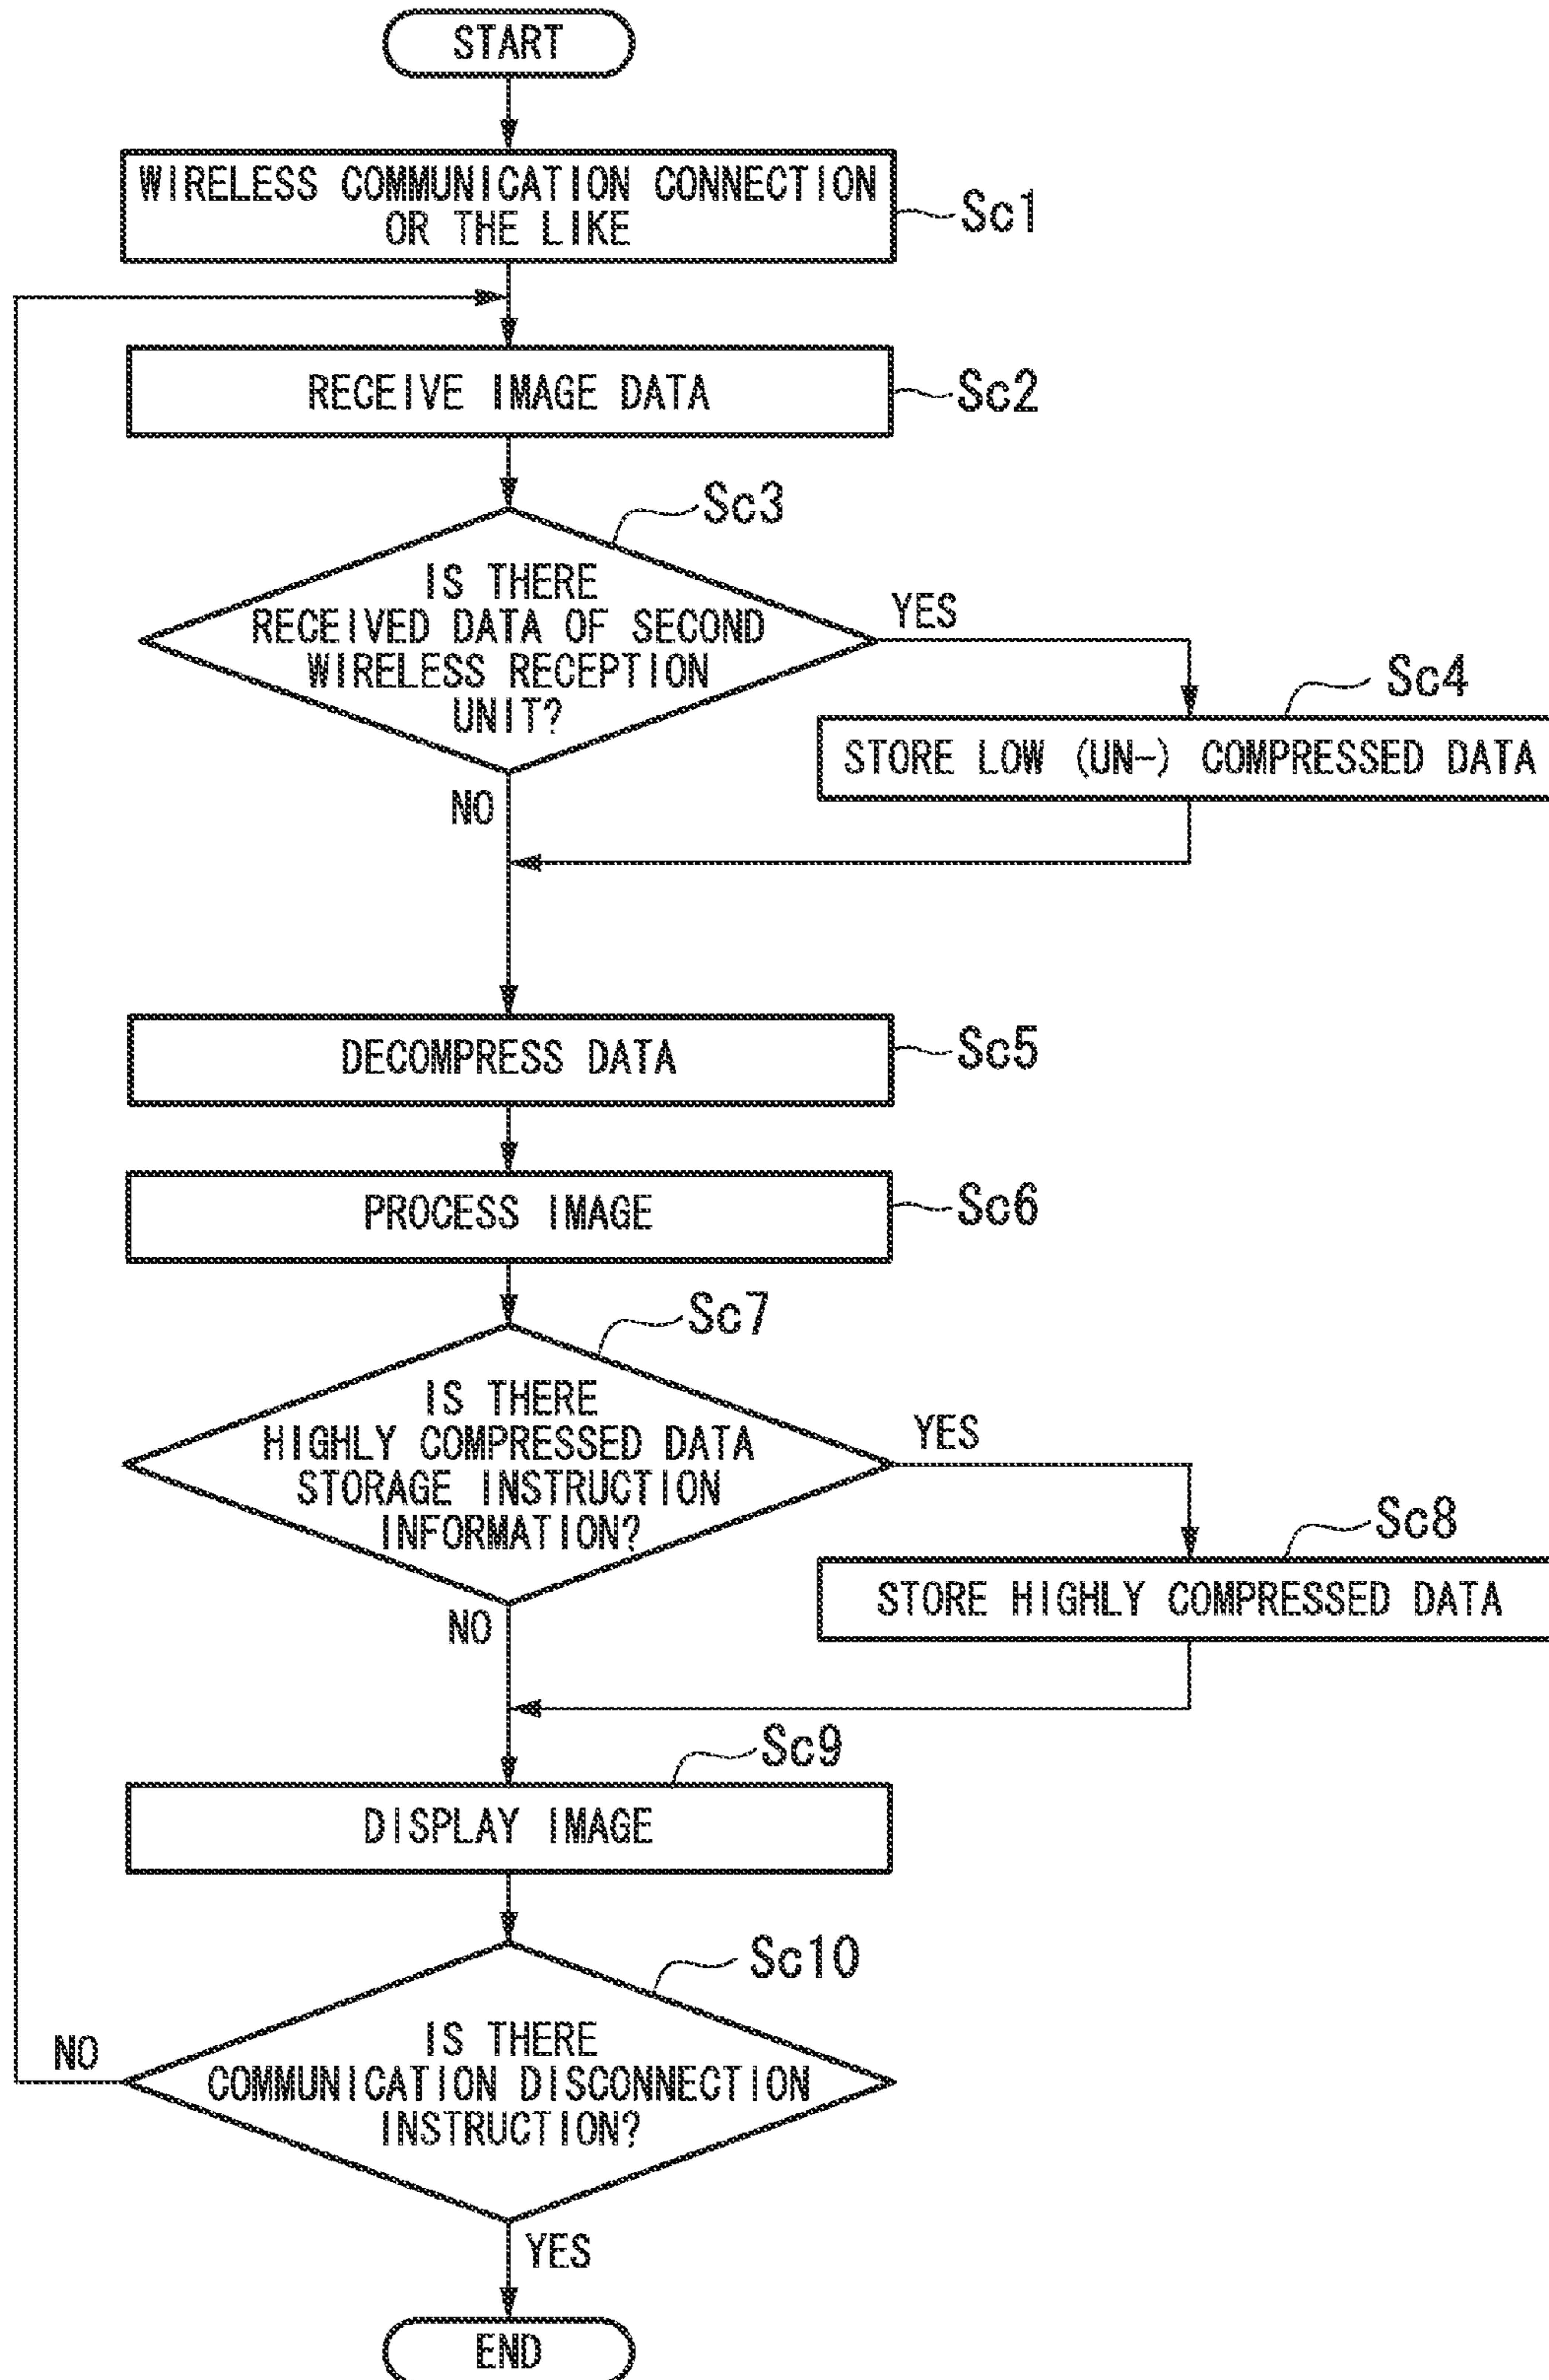 START
WIRELESS COMMUNICATION CONNECTION
OR THE LIKE
Sc1
RECEIVE IMAGE DATA
Sc2
Sc3
IS THERE
RECEIVED DATA OF SECOND
WIRELESS RECEPTION
UNIT?
YES
Sc4
STORE LOW (UN-) COMPRESSED DATA
NO
DECOMPRESS DATA
Sc5
PROCESS IMAGE
Sc6
Sc7
IS THERE
HIGHLY COMPRESSED DATA
STORAGE INSTRUCTION
INFORMATION?
YES
Sc8
STORE HIGHLY COMPRESSED DATA
NO
Sc9
DISPLAY IMAGE
Sc10
IS THERE
COMMUNICATION DISCONNECTION
INSTRUCTION?
NO
YES
END